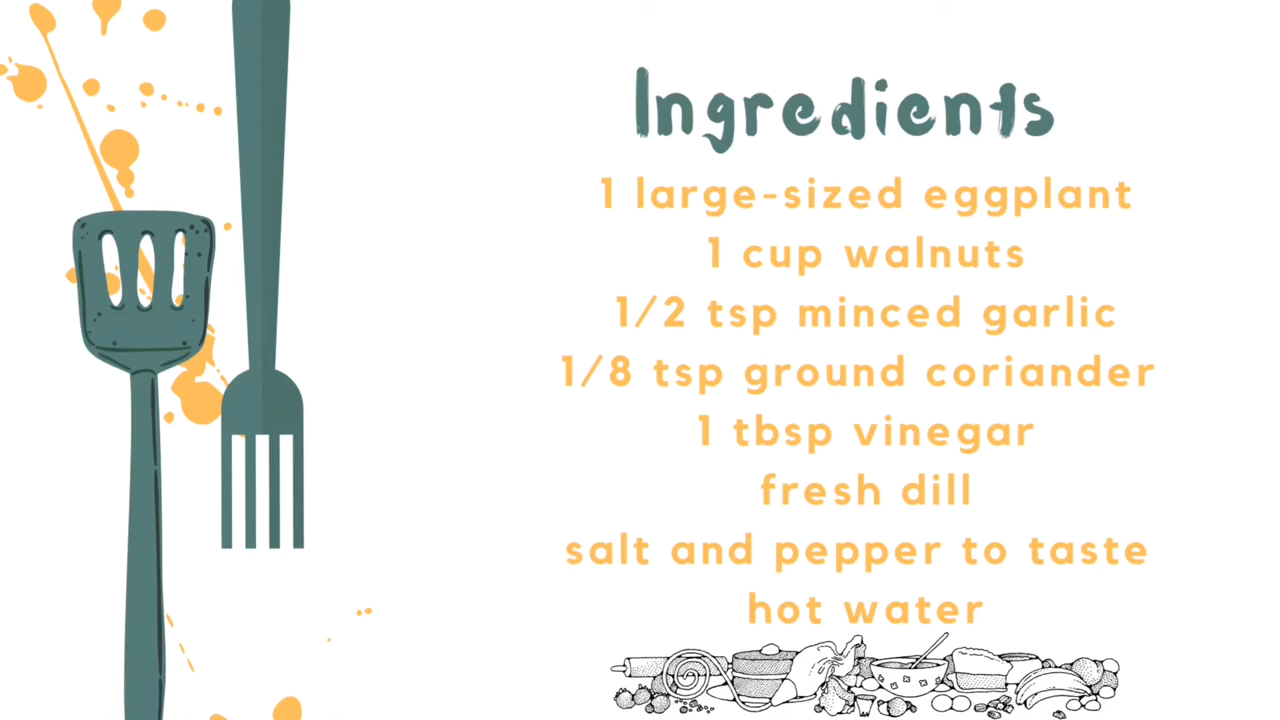 Ingredients
1 large-sized eggplant
1 cup walnuts
1/2 tsp minced garlic
1/8 tsp ground coriander
1 tbsp vinegar
fresh dill
salt and pepper to taste
hot water